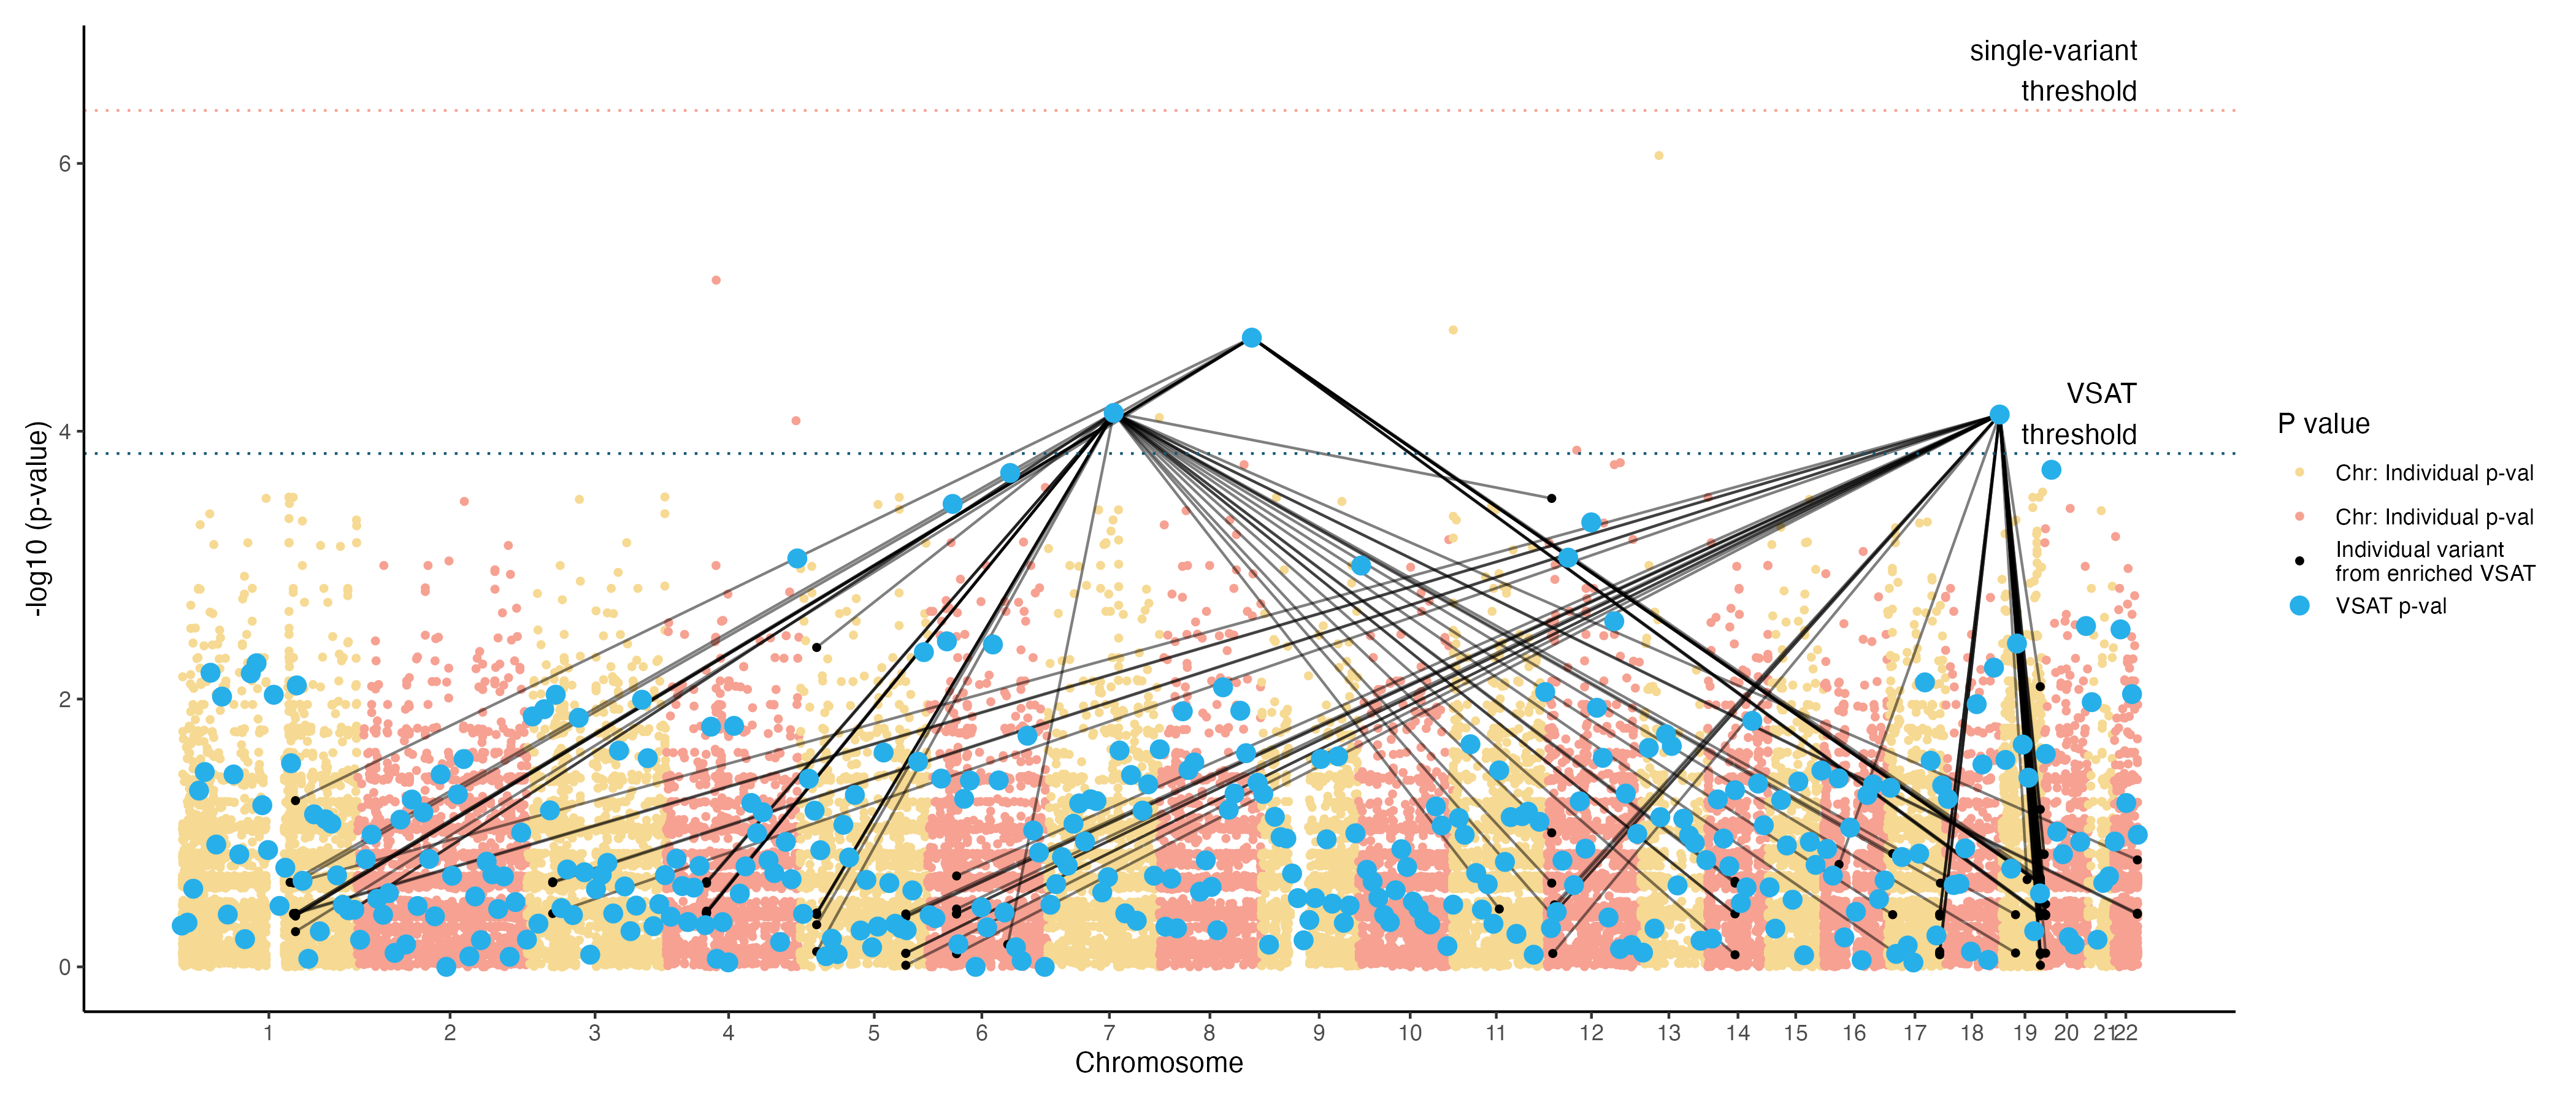 single-variant
threshold
6
VSAT
threshold
4
2
0
-log10 (p-value)
1 2 3 4 5 6 7 8 9 10 11 12 13 14 15 16 17 18 19 20 21 22
Chromosome
P value
Chr: Individual p-val
Chr: Individual p-val
Individual variant
from enriched VSAT
VSAT p-val